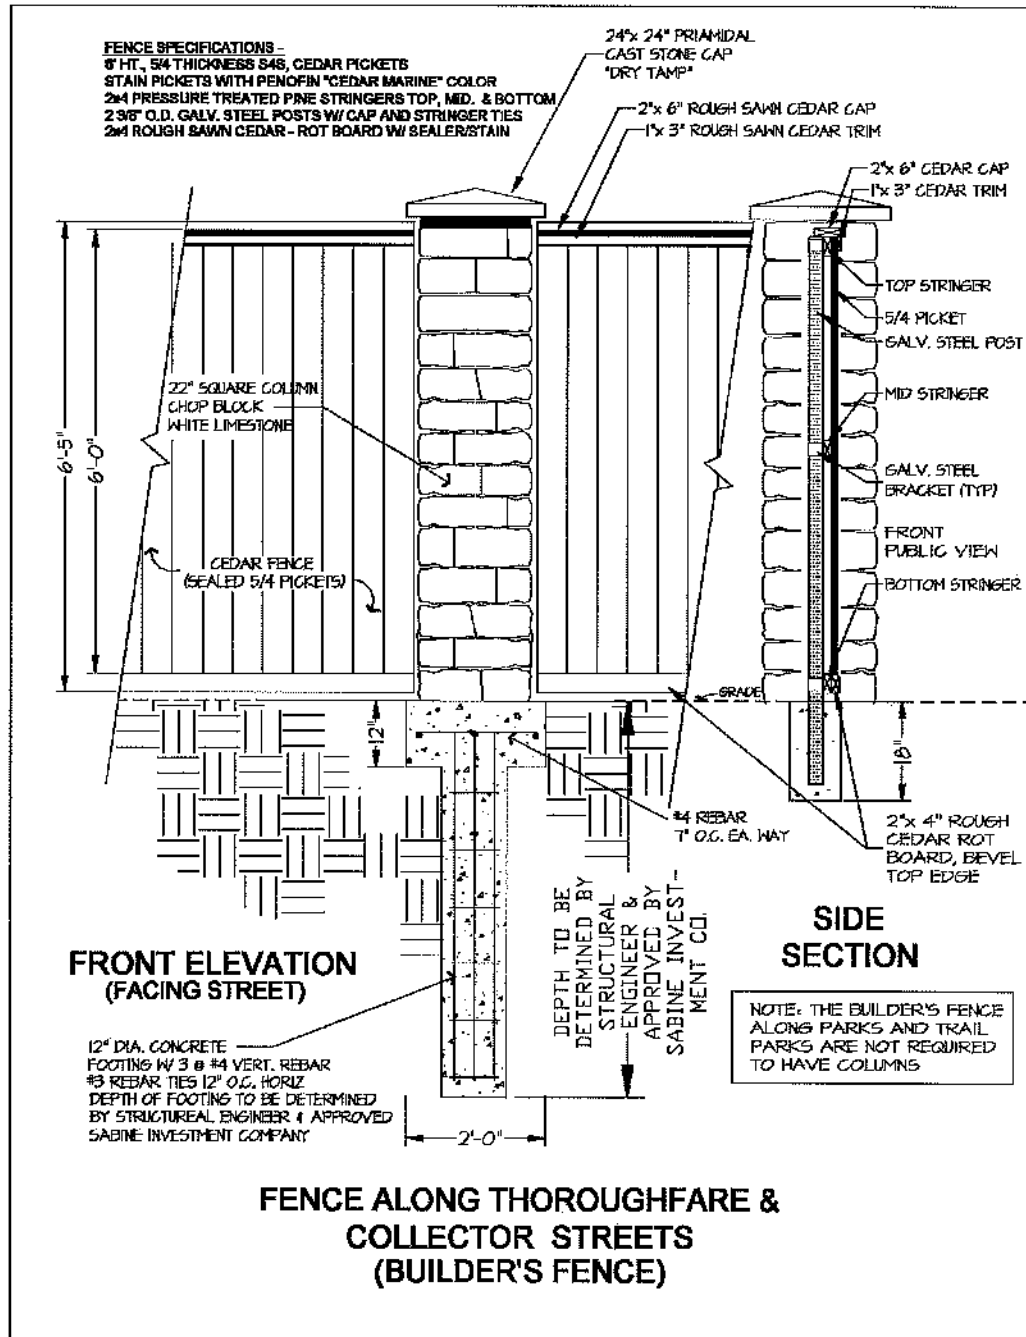 FENCE SPECIFICATIONS -
6' HT., 5/4 THICKNESS S4S, CEDAR PICKETS
STAIN PICKETS WITH PENOFIN "CEDAR MARINE" COLOR
2x4 PRESSURE TREATED PINE STRINGERS TOP, MID. & BOTTOM
2 3/8" O.D. GALV. STEEL POSTS W/ CAP AND STRINGER TIES
2x4 ROUGH SAWN CEDAR - ROT BOARD W/ SEALER/STAIN
24"x 24" PRIAMIDAL
CAST STONE CAP
"DRY TAMP"
2"x 6" ROUGH SAWN CEDAR CAP
1"x 3" ROUGH SAWN CEDAR TRIM
2"x 6" CEDAR CAP
1"x 3" CEDAR TRIM
TOP STRINGER
5/4 PICKET
GALV. STEEL POST
MID STRINGER
GALV. STEEL
BRACKET (TYP)
FRONT
PUBLIC VIEW
BOTTOM STRINGER
22" SQUARE COLUMN
CHOP BLOCK
WHITE LIMESTONE
6'-5"
6'-0"
CEDAR FENCE
(SEALED 5/4 PICKETS)
GRADE
12"
18"
#4 REBAR
7" O.C. EA. WAY
2"x 4" ROUGH
CEDAR ROT
BOARD, BEVEL
TOP EDGE
DEPTH TO BE
DETERMINED BY
STRUCTURAL
ENGINEER &
APPROVED BY
SABINE INVEST-
MENT CO.
FRONT ELEVATION
(FACING STREET)
SIDE
SECTION
NOTE: THE BUILDER'S FENCE
ALONG PARKS AND TRAIL
PARKS ARE NOT REQUIRED
TO HAVE COLUMNS
12" DIA. CONCRETE
FOOTING W/ 3 @ #4 VERT. REBAR
#3 REBAR TIES 12" O.C. HORIZ
DEPTH OF FOOTING TO BE DETERMINED
BY STRUCTUREAL ENGINEER & APPROVED
SABINE INVESTMENT COMPANY
2'-0"
FENCE ALONG THOROUGHFARE &
COLLECTOR STREETS
(BUILDER'S FENCE)